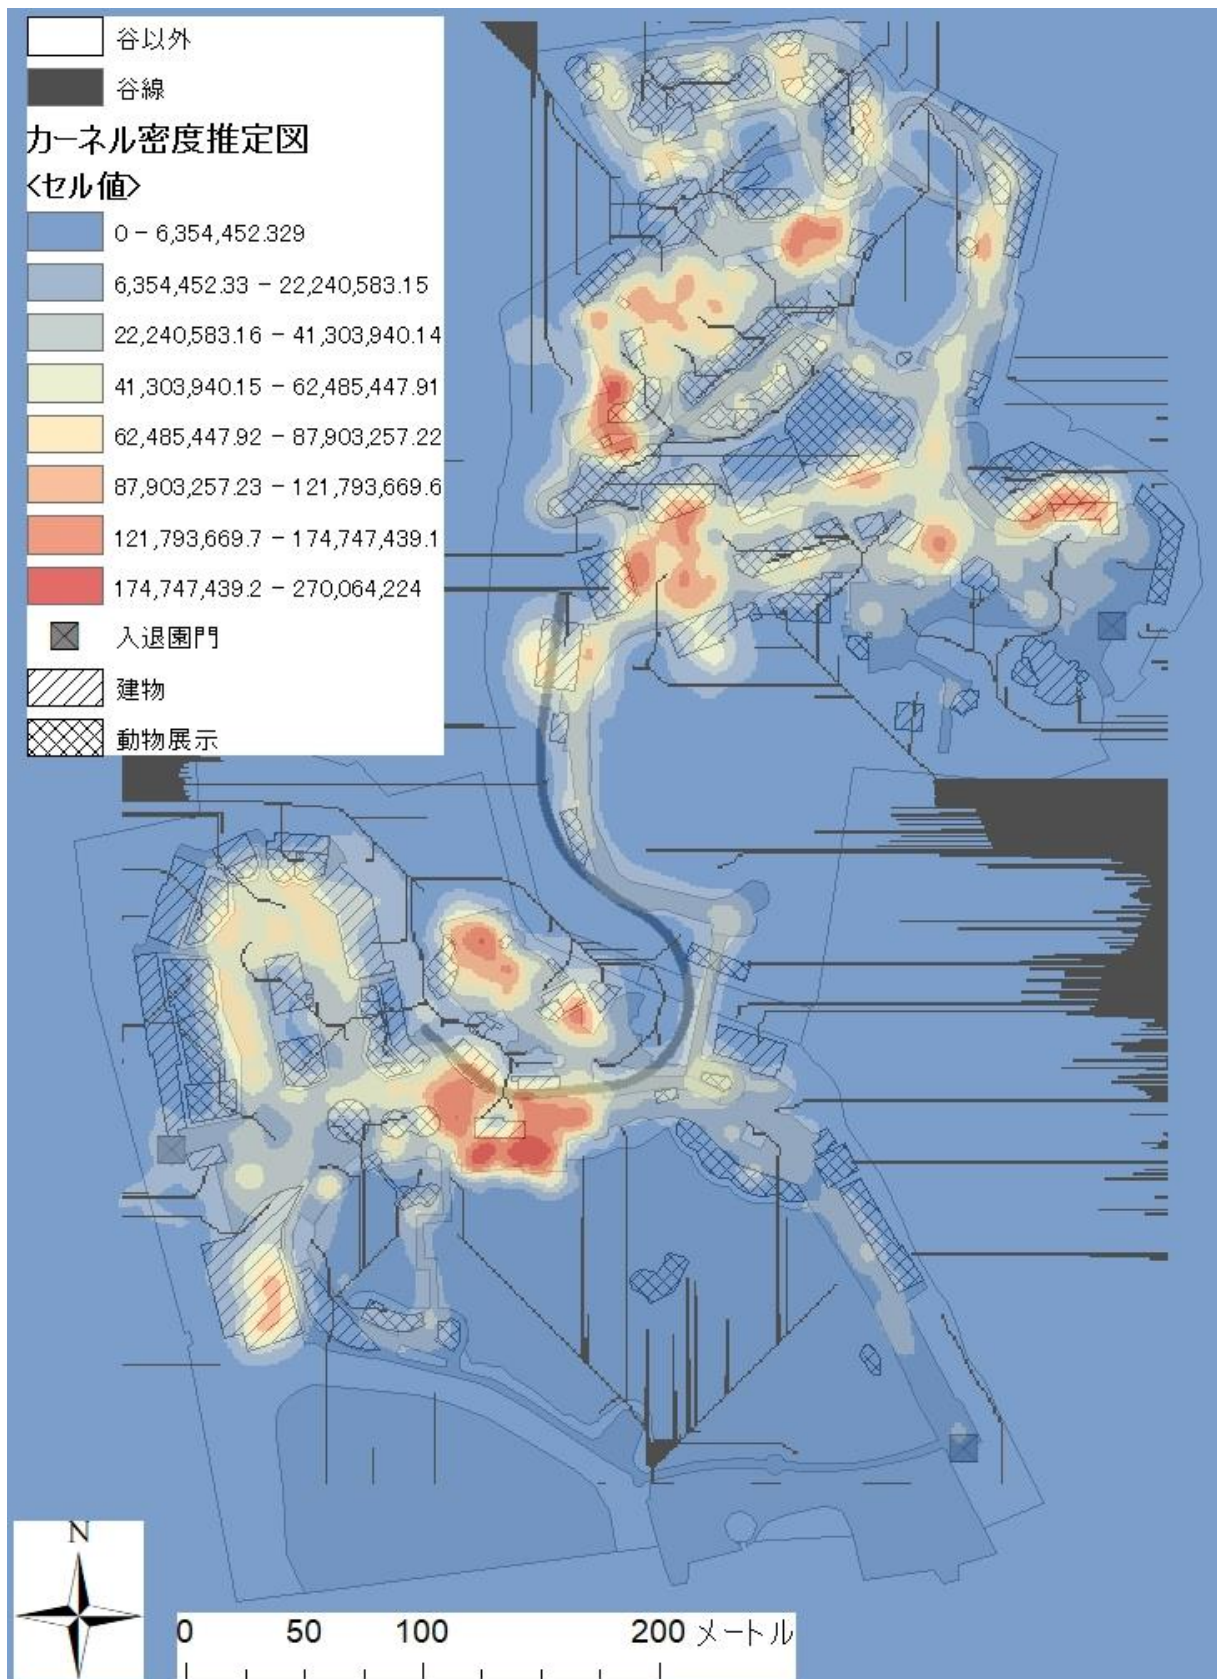 谷以外
谷線
カーネル密度推定図
<セル値>
0 − 6,354,452.329
6,354,452.33 − 22,240,583.15
22,240,583.16 − 41,303,940.14
41,303,940.15 − 62,485,447.91
62,485,447.92 − 87,903,257.22
87,903,257.23 − 121,793,669.6
121,793,669.7 − 174,747,439.1
174,747,439.2 − 270,064,224
入退園門
建物
動物展示
N
0 50 100 200 メートル